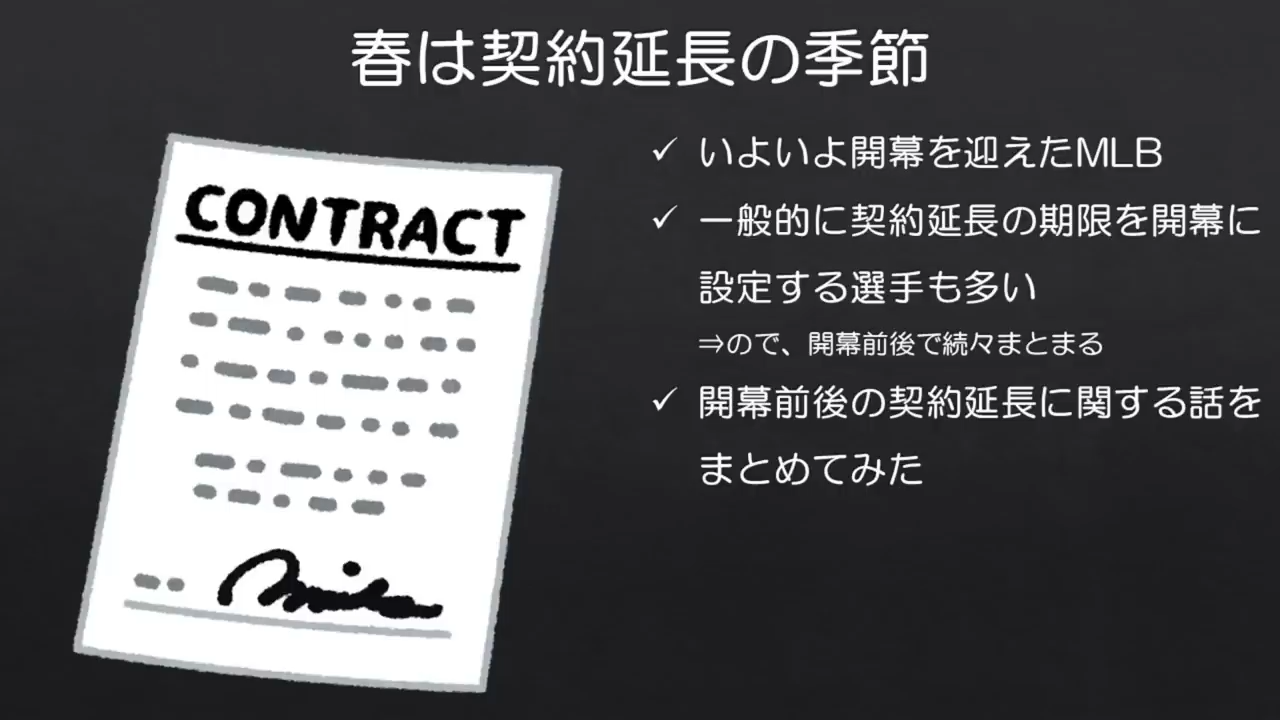 春は契約延長の季節
CONTRACT
✓ いよいよ開幕を迎えたMLB
✓ 一般的に契約延長の期限を開幕に
設定する選手も多い
⇒ので、開幕前後で続々まとまる
✓ 開幕前後の契約延長に関する話を
まとめてみた